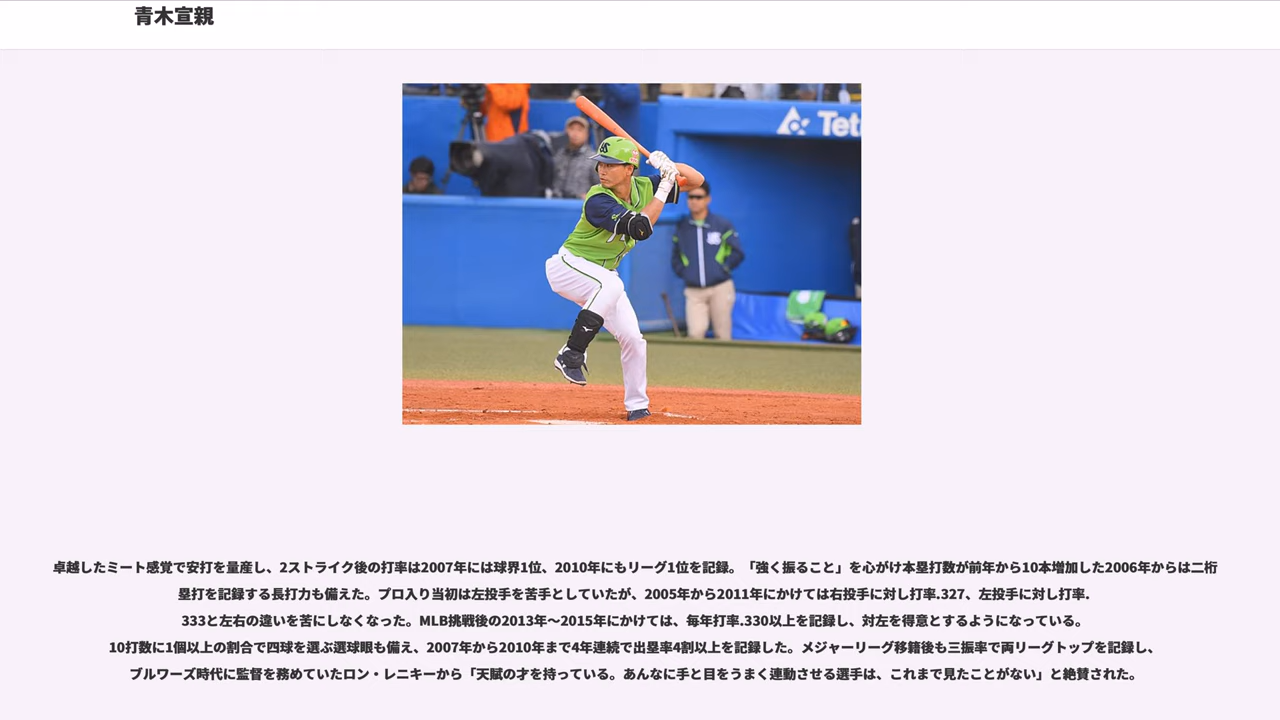 青木宣親
Tet
卓越したミート感覚で安打を量産し、2ストライク後の打率は2007年には球界1位、2010年にもリーグ1位を記録。「強く振ること」を心がけ本塁打数が前年から10本増加した2006年からは二桁
塁打を記録する長打力も備えた。プロ入り当初は左投手を苦手としていたが、2005年から2011年にかけては右投手に対し打率.327、左投手に対し打率.
333と左右の違いを苦にしなくなった。MLB挑戦後の2013年〜2015年にかけては、毎年打率.330以上を記録し、対左を得意とするようになっている。
10打数に1個以上の割合で四球を選ぶ選球眼も備え、2007年から2010年まで4年連続で出塁率4割以上を記録した。メジャーリーグ移籍後も三振率で両リーグトップを記録し、
ブルワーズ時代に監督を務めていたロン・レニキーから「天賦の才を持っている。あんなに手と目をうまく連動させる選手は、これまで見たことがない」と絶賛された。